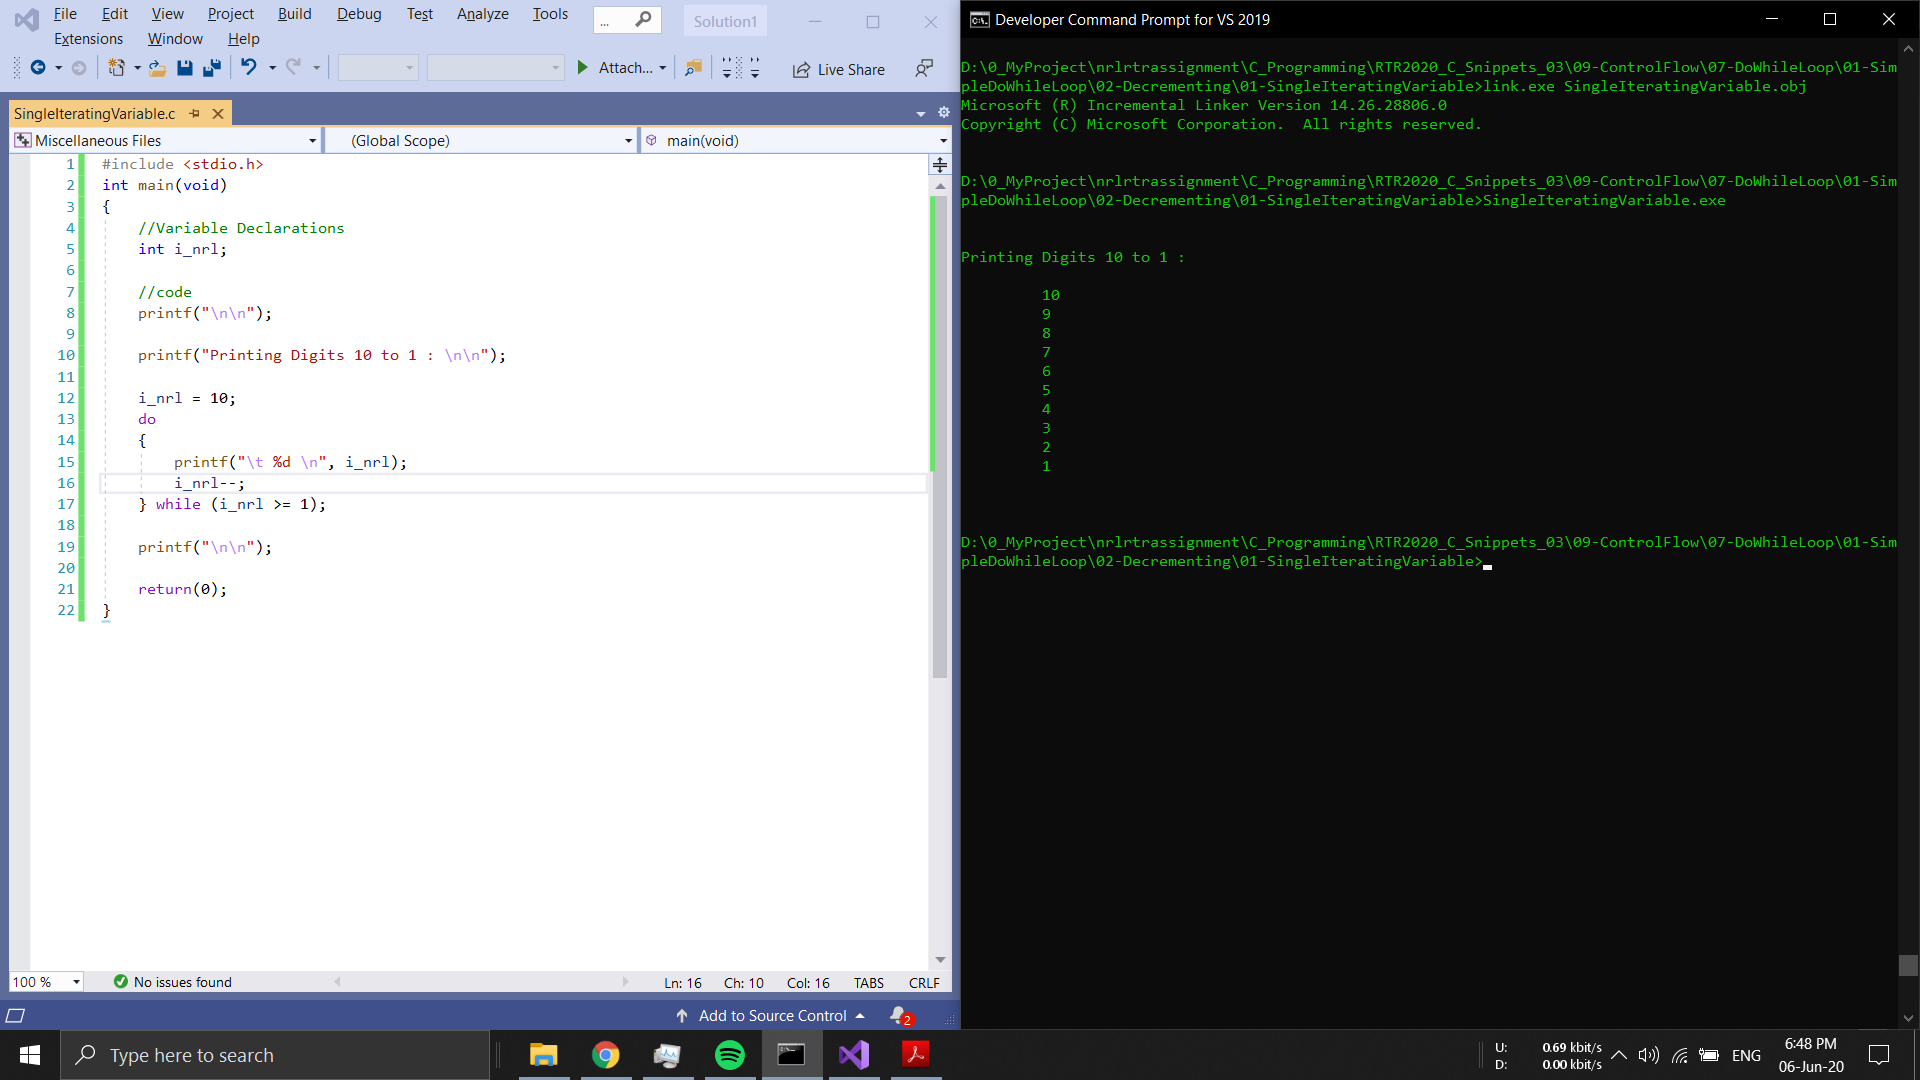 File Edit View Project Build Debug Test Analyze Tools ... Solution1
Extensions Window Help
Attach... Live Share
SingleIteratingVariable.c
Miscellaneous Files (Global Scope) main(void)
1 #include <stdio.h>
2 int main(void)
3 {
4 //Variable Declarations
5 int i_nrl;
6
7 //code
8 printf("\n\n");
9
10 printf("Printing Digits 10 to 1 : \n\n");
11
12 i_nrl = 10;
13 do
14 {
15 printf("\t %d \n", i_nrl);
16 i_nrl--;
17 } while (i_nrl >= 1);
18
19 printf("\n\n");
20
21 return(0);
22 }
100 % No issues found Ln: 16 Ch: 10 Col: 16 TABS CRLF
Add to Source Control 2
Developer Command Prompt for VS 2019
D:\0_MyProject\nrlrtrassignment\C_Programming\RTR2020_C_Snippets_03\09-ControlFlow\07-DoWhileLoop\01-Sim
pleDoWhileLoop\02-Decrementing\01-SingleIteratingVariable>link.exe SingleIteratingVariable.obj
Microsoft (R) Incremental Linker Version 14.26.28806.0
Copyright (C) Microsoft Corporation.  All rights reserved.
D:\0_MyProject\nrlrtrassignment\C_Programming\RTR2020_C_Snippets_03\09-ControlFlow\07-DoWhileLoop\01-Sim
pleDoWhileLoop\02-Decrementing\01-SingleIteratingVariable>SingleIteratingVariable.exe
Printing Digits 10 to 1 :
10
9
8
7
6
5
4
3
2
1
D:\0_MyProject\nrlrtrassignment\C_Programming\RTR2020_C_Snippets_03\09-ControlFlow\07-DoWhileLoop\01-Sim
pleDoWhileLoop\02-Decrementing\01-SingleIteratingVariable>
Type here to search
U: 0.69 kbit/s
D: 0.00 kbit/s
ENG
6:48 PM
06-Jun-20